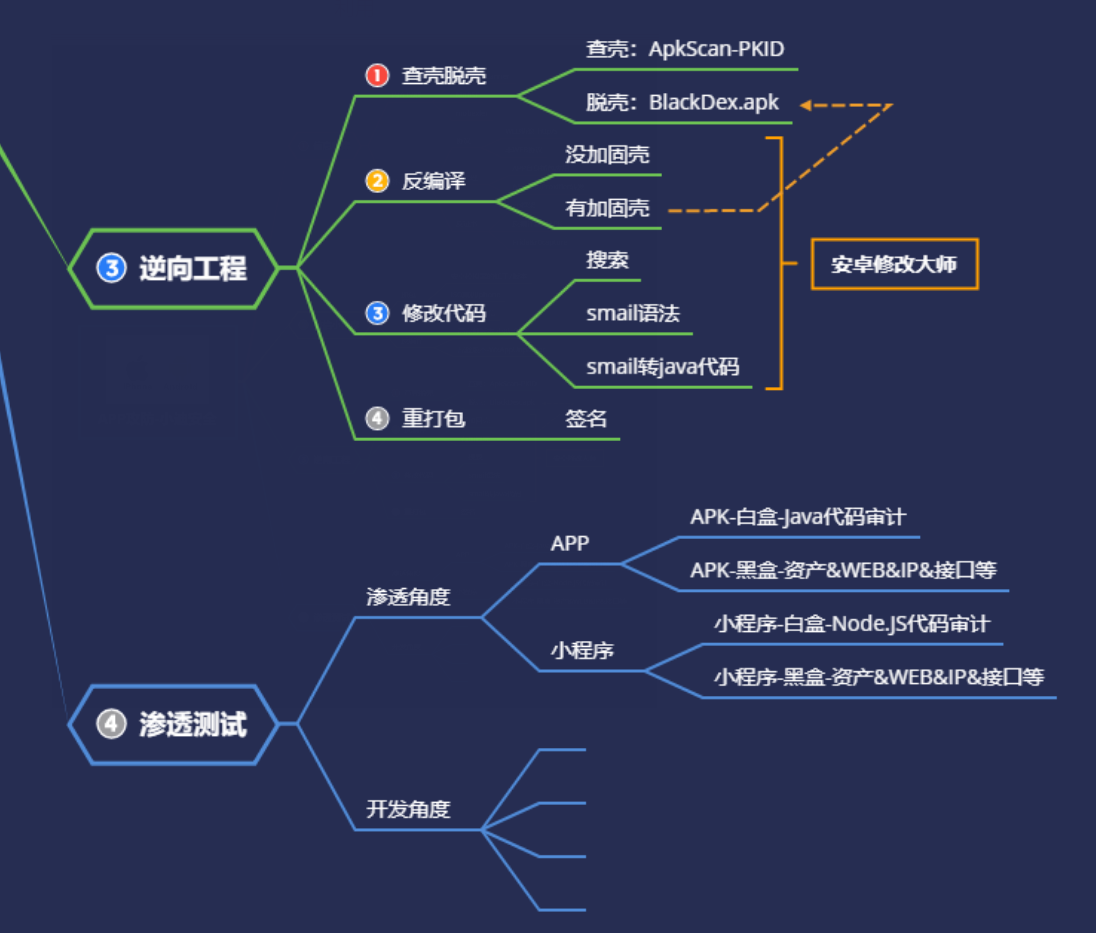 ③ 逆向工程
① 查壳脱壳
查壳：ApkScan-PKID
脱壳：BlackDex.apk
② 反编译
没加固壳
有加固壳
③ 修改代码
搜索
smail语法
smail转java代码
安卓修改大师
④ 重打包
签名
④ 渗透测试
渗透角度
APP
APK-白盒-Java代码审计
APK-黑盒-资产&WEB&IP&接口等
小程序
小程序-白盒-Node.JS代码审计
小程序-黑盒-资产&WEB&IP&接口等
开发角度